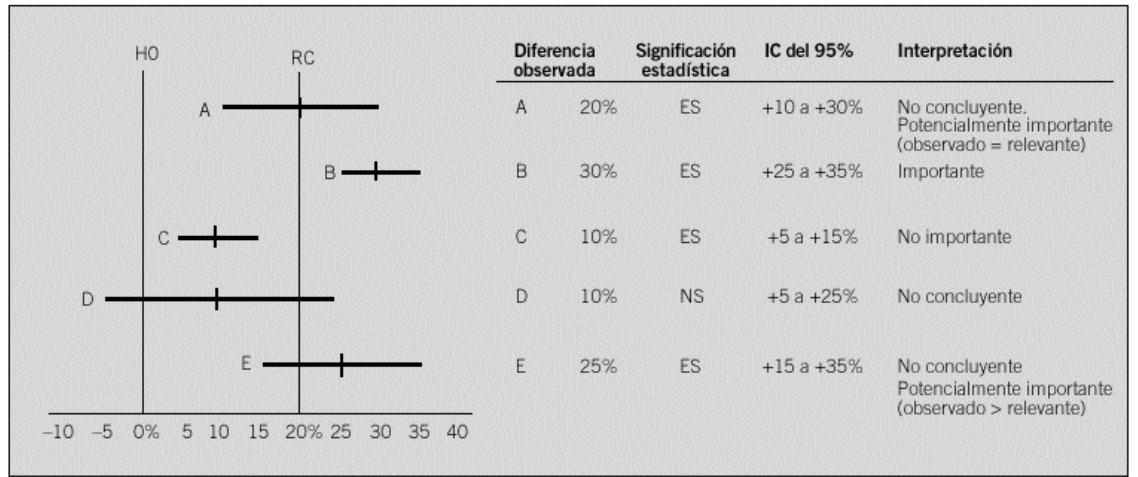 HO
RC
A
B
C
D
E
–10 –5 0% 5 10 15 20% 25 30 35 40
Diferencia observada Significación estadística IC del 95% Interpretación
A 20% ES +10 a +30% No concluyente.
Potencialmente importante
(observado = relevante)
B 30% ES +25 a +35% Importante
C 10% ES +5 a +15% No importante
D 10% NS +5 a +25% No concluyente
E 25% ES +15 a +35% No concluyente
Potencialmente importante
(observado > relevante)